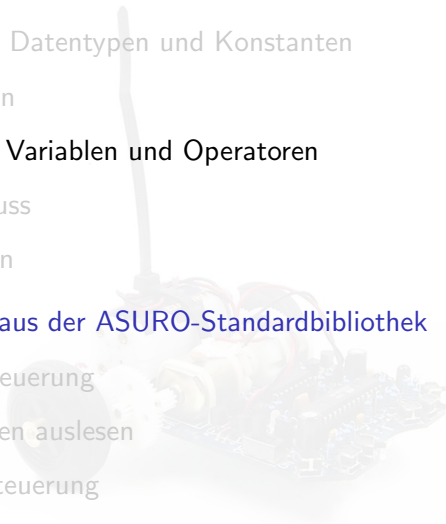 Datentypen und Konstanten
n
Variablen und Operatoren
uss
n
aus der ASURO-Standardbibliothek
euerung
en auslesen
teuerung